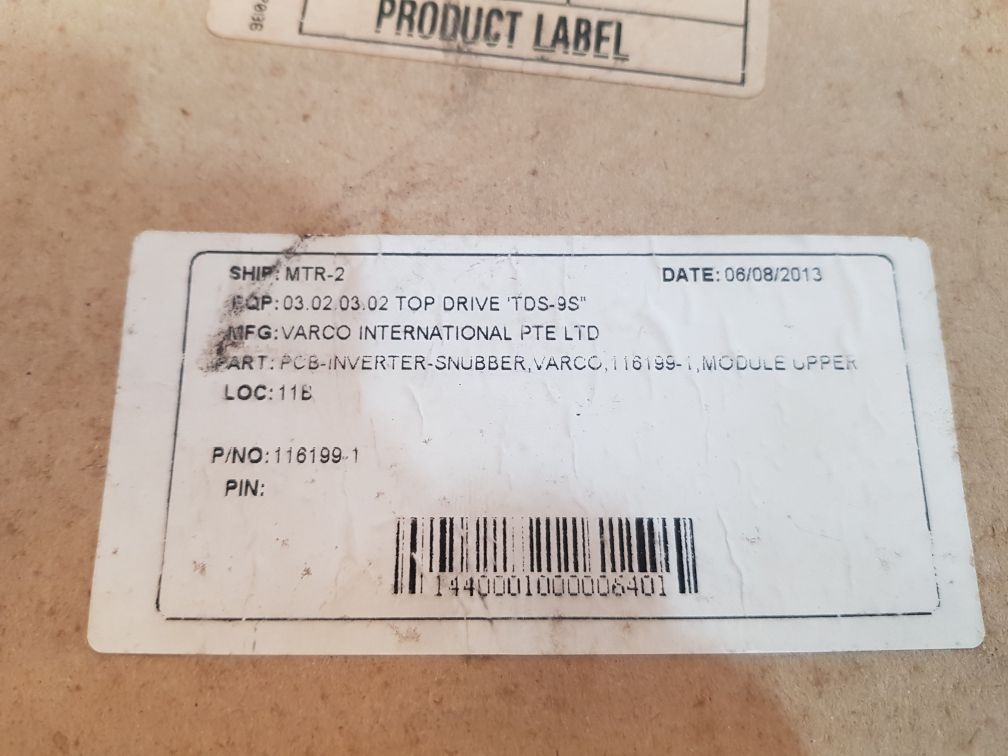 PRODUCT LABEL
SHIP: MTR-2 DATE: 06/08/2013
EQP: 03.02.03.02 TOP DRIVE 'TDS-9S"
MFG: VARCO INTERNATIONAL PTE LTD
PART: PCB-INVERTER-SNUBBER,VARCO,116199-1,MODULE UPPER
LOC: 11B
P/NO: 116199-1
PIN:
1440001000006401